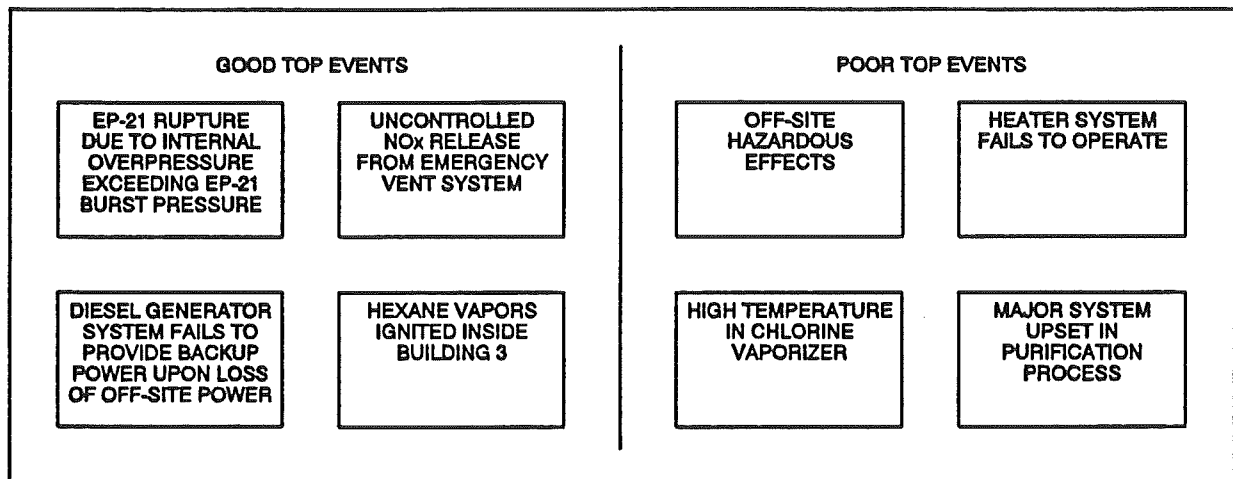 GOOD TOP EVENTS
EP-21 RUPTURE
DUE TO INTERNAL
OVERPRESSURE
EXCEEDING EP-21
BURST PRESSURE
UNCONTROLLED
NOx RELEASE
FROM EMERGENCY
VENT SYSTEM
DIESEL GENERATOR
SYSTEM FAILS TO
PROVIDE BACKUP
POWER UPON LOSS
OF OFF-SITE POWER
HEXANE VAPORS
IGNITED INSIDE
BUILDING 3
POOR TOP EVENTS
OFF-SITE
HAZARDOUS
EFFECTS
HEATER SYSTEM
FAILS TO OPERATE
HIGH TEMPERATURE
IN CHLORINE
VAPORIZER
MAJOR SYSTEM
UPSET IN
PURIFICATION
PROCESS